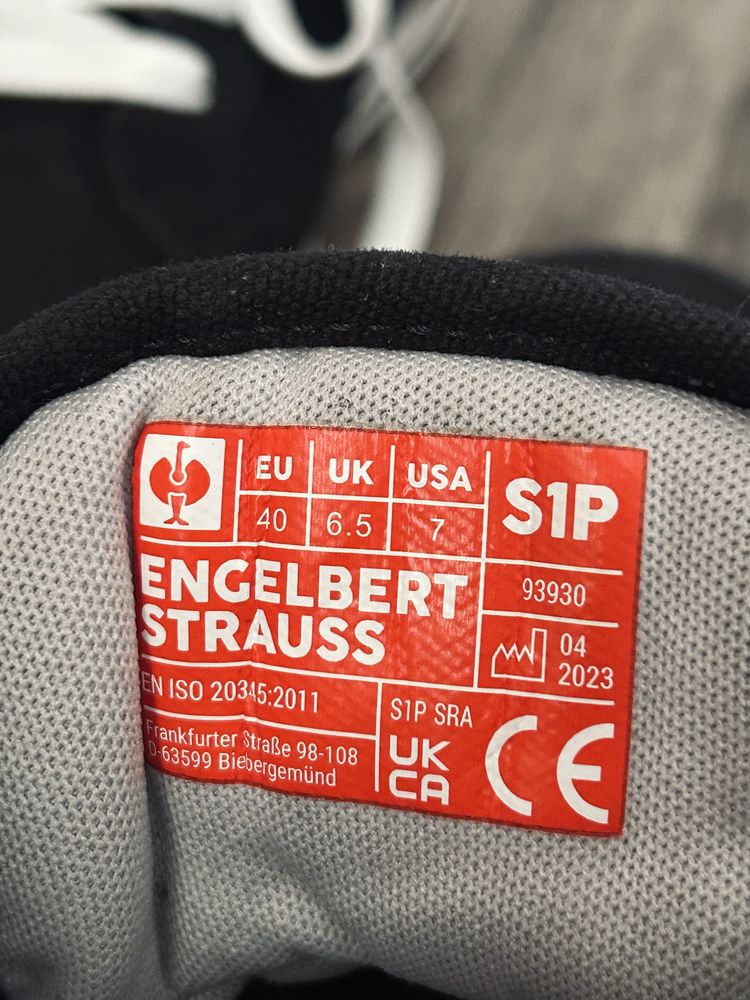 EU UK USA
40 6.5 7
S1P
ENGELBERT
STRAUSS
93930
04
2023
EN ISO 20345:2011
Frankfurter Straße 98-108
D-63599 Biebergemünd
S1P SRA
UK
CA
CE